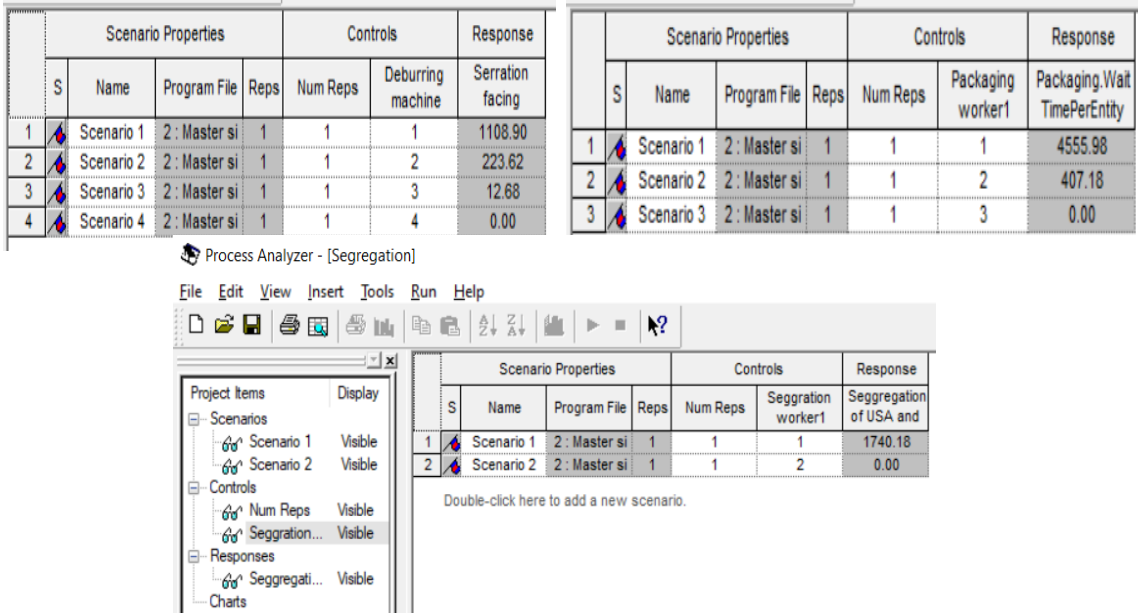 Scenario Properties Controls Response
S Name Program File Reps Num Reps Deburring machine Serration facing
1 Scenario 1 2 : Master si 1 1 1 1108.90
2 Scenario 2 2 : Master si 1 1 2 223.62
3 Scenario 3 2 : Master si 1 1 3 12.68
4 Scenario 4 2 : Master si 1 1 4 0.00
Scenario Properties Controls Response
S Name Program File Reps Num Reps Packaging worker1 Packaging.Wait TimePerEntity
1 Scenario 1 2 : Master si 1 1 1 4555.98
2 Scenario 2 2 : Master si 1 1 2 407.18
3 Scenario 3 2 : Master si 1 1 3 0.00
Process Analyzer - [Segregation]
File Edit View Insert Tools Run Help
Project Items Display
Scenarios
Scenario 1 Visible
Scenario 2 Visible
Controls
Num Reps Visible
Seggration... Visible
Responses
Seggregati... Visible
Charts
Scenario Properties Controls Response
S Name Program File Reps Num Reps Seggration worker1 Seggregation of USA and
1 Scenario 1 2 : Master si 1 1 1 1740.18
2 Scenario 2 2 : Master si 1 1 2 0.00
Double-click here to add a new scenario.